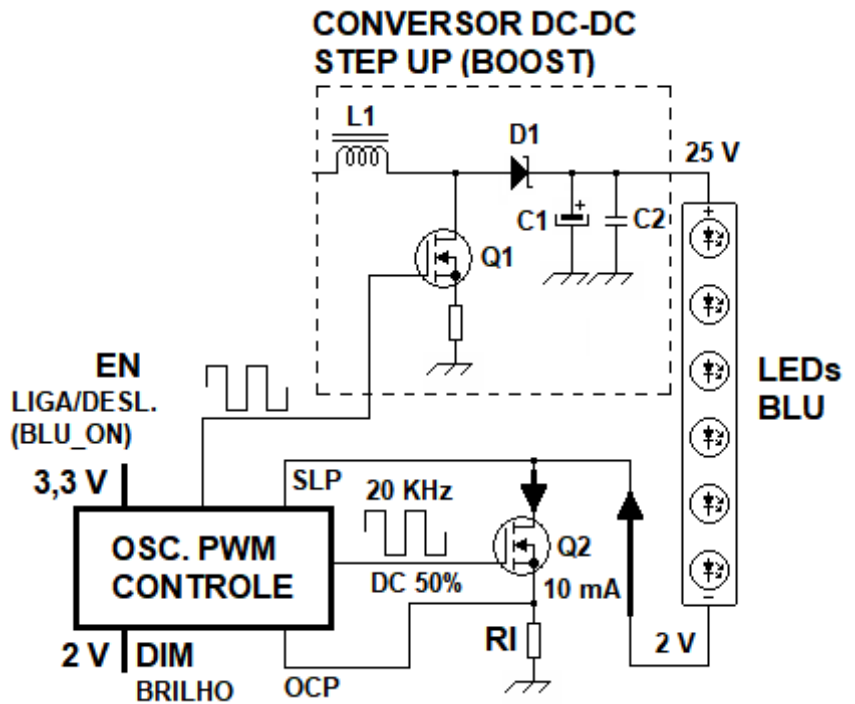 CONVERSOR DC-DC
STEP UP (BOOST)
L1
D1
25 V
+
C1
C2
+
Q1
EN
LIGA/DESL.
(BLU_ON)
LEDs
BLU
3,3 V
SLP
20 KHz
OSC. PWM
CONTROLE
Q2
DC 50%
10 mA
-
2 V
DIM
BRILHO
OCP
RI
2 V